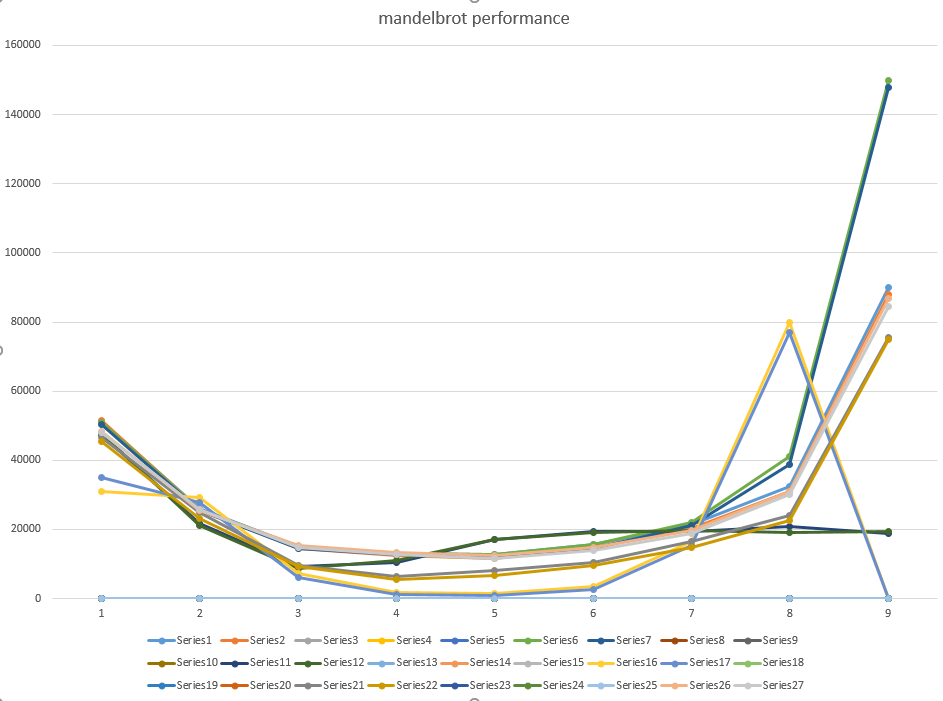 mandelbrot performance
160000
140000
120000
100000
80000
60000
40000
20000
0
1 2 3 4 5 6 7 8 9
Series1 Series2 Series3 Series4 Series5 Series6 Series7 Series8 Series9
Series10 Series11 Series12 Series13 Series14 Series15 Series16 Series17 Series18
Series19 Series20 Series21 Series22 Series23 Series24 Series25 Series26 Series27